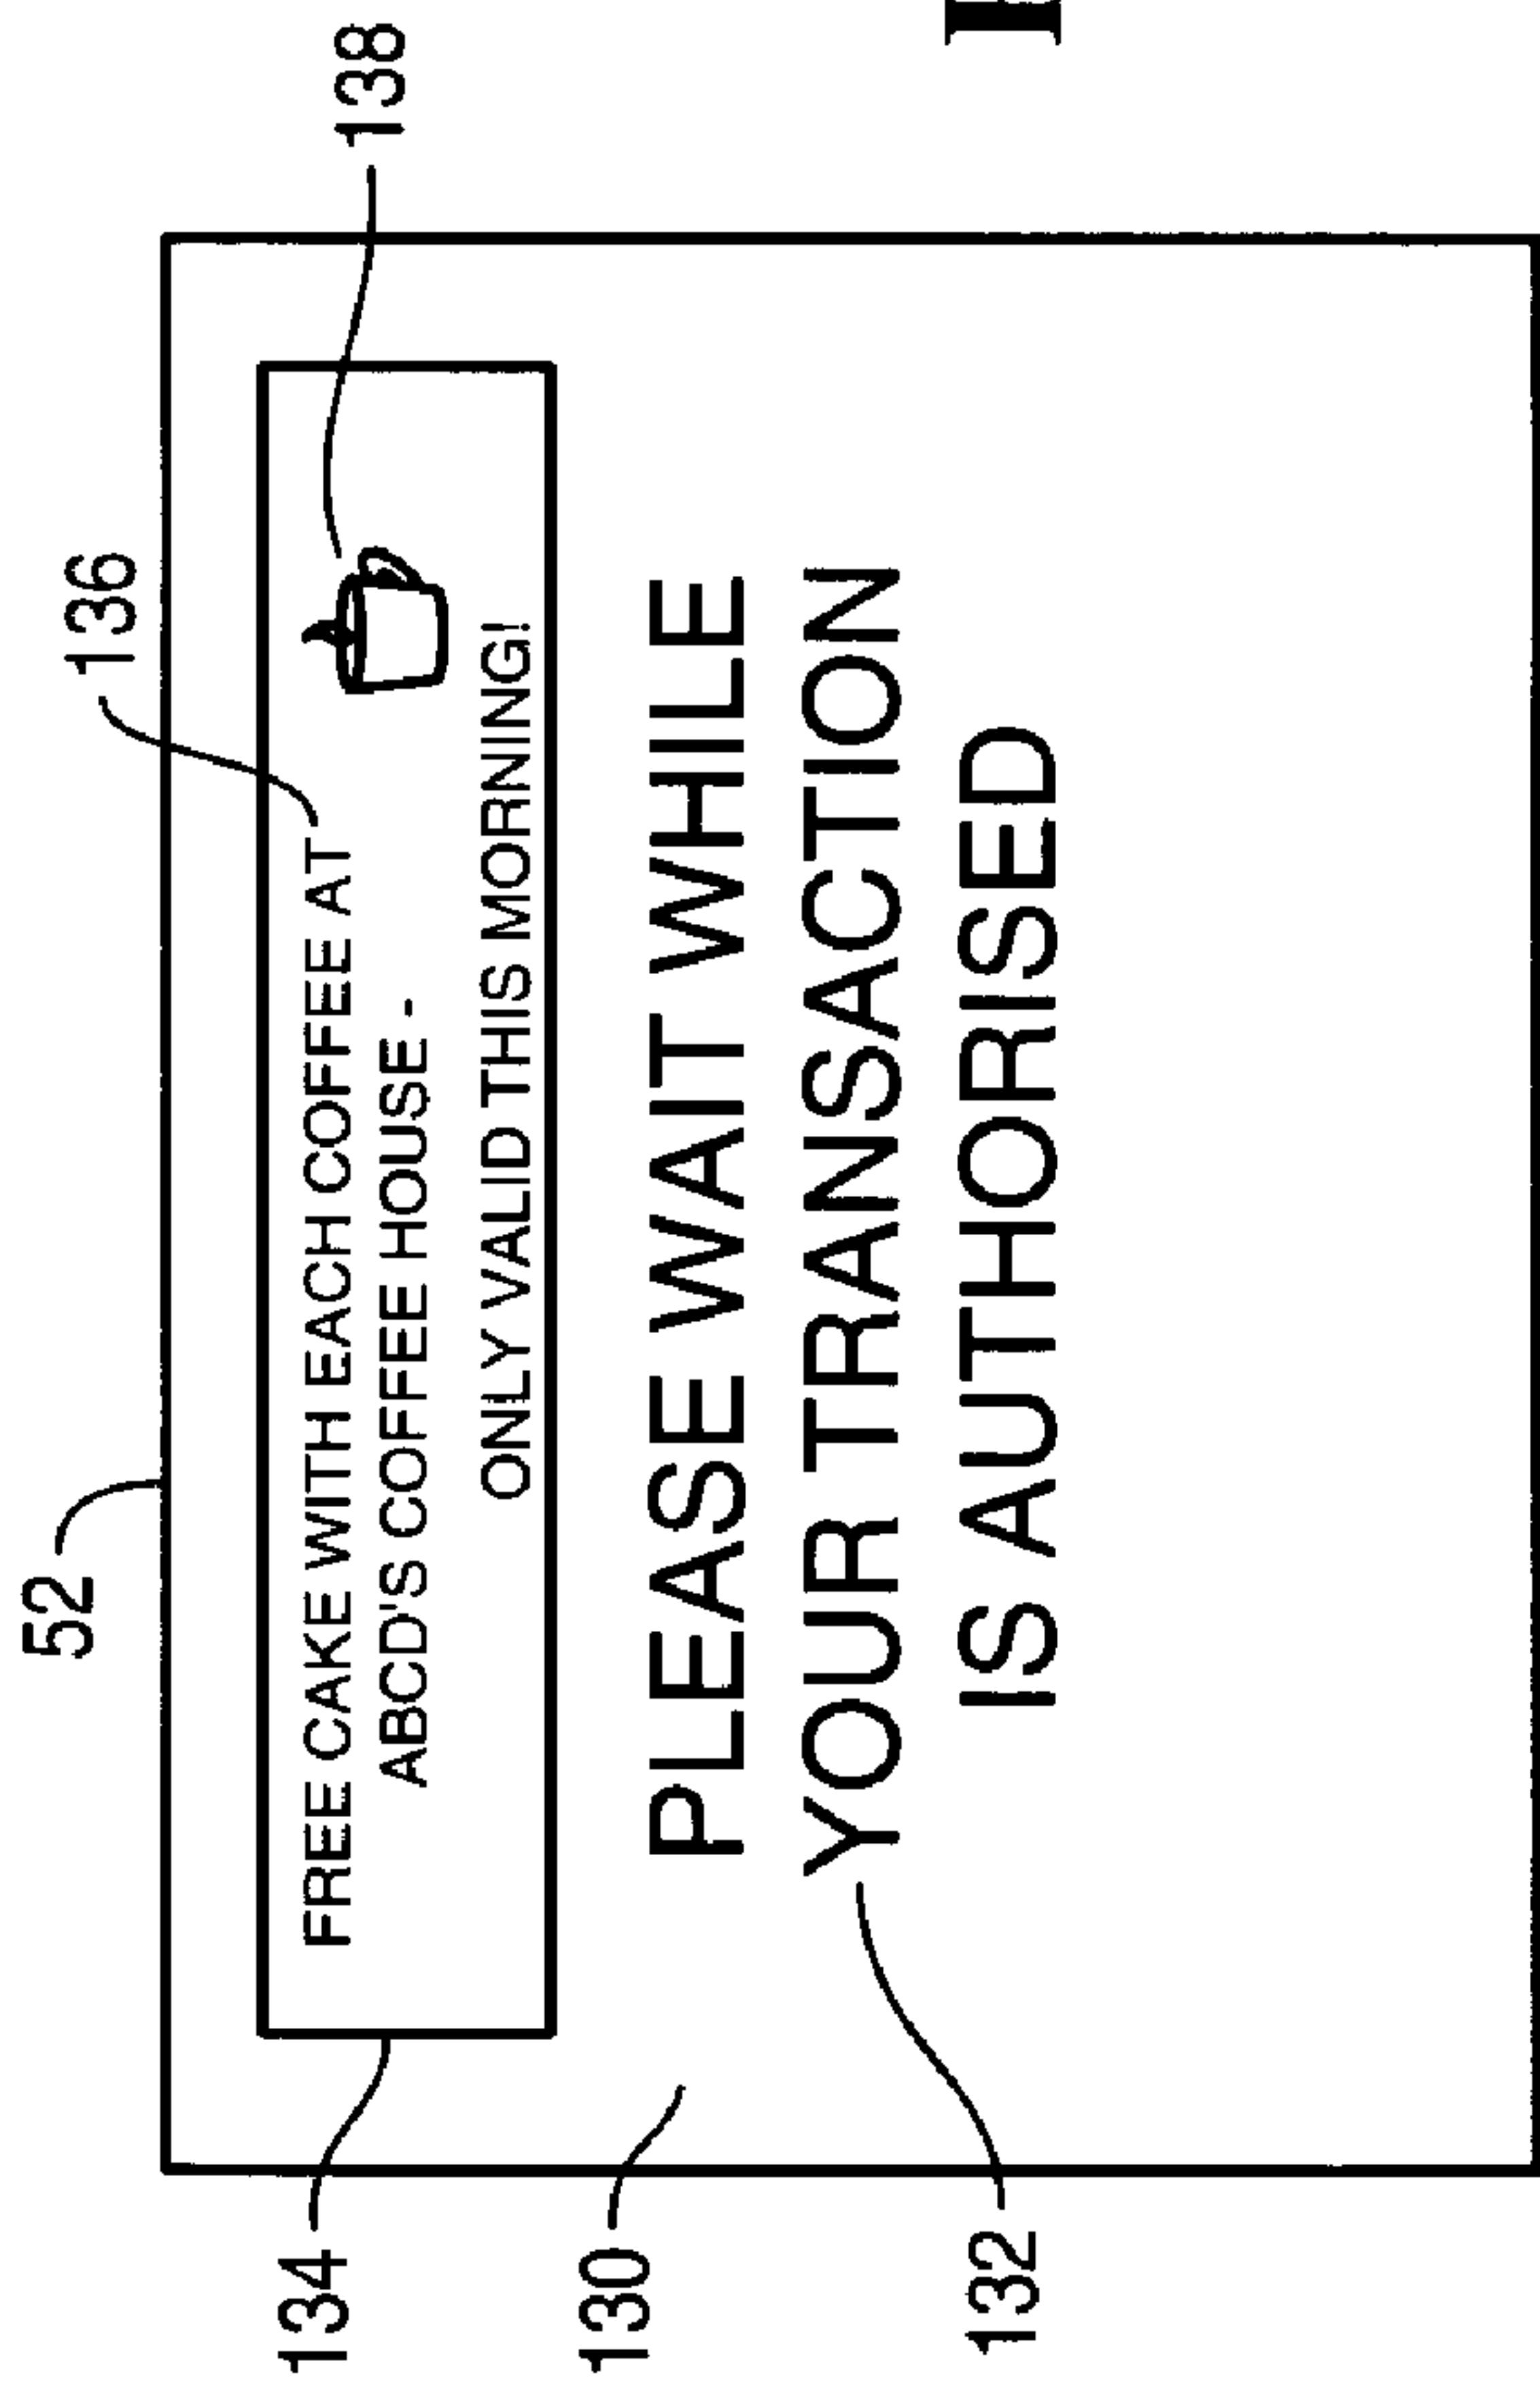 52
136
138
134
FREE CAKE WITH EACH COFFEE AT
ABCD'S COFFEE HOUSE -
ONLY VALID THIS MORNING!
130
PLEASE WAIT WHILE
YOUR TRANSACTION
IS AUTHORISED
132